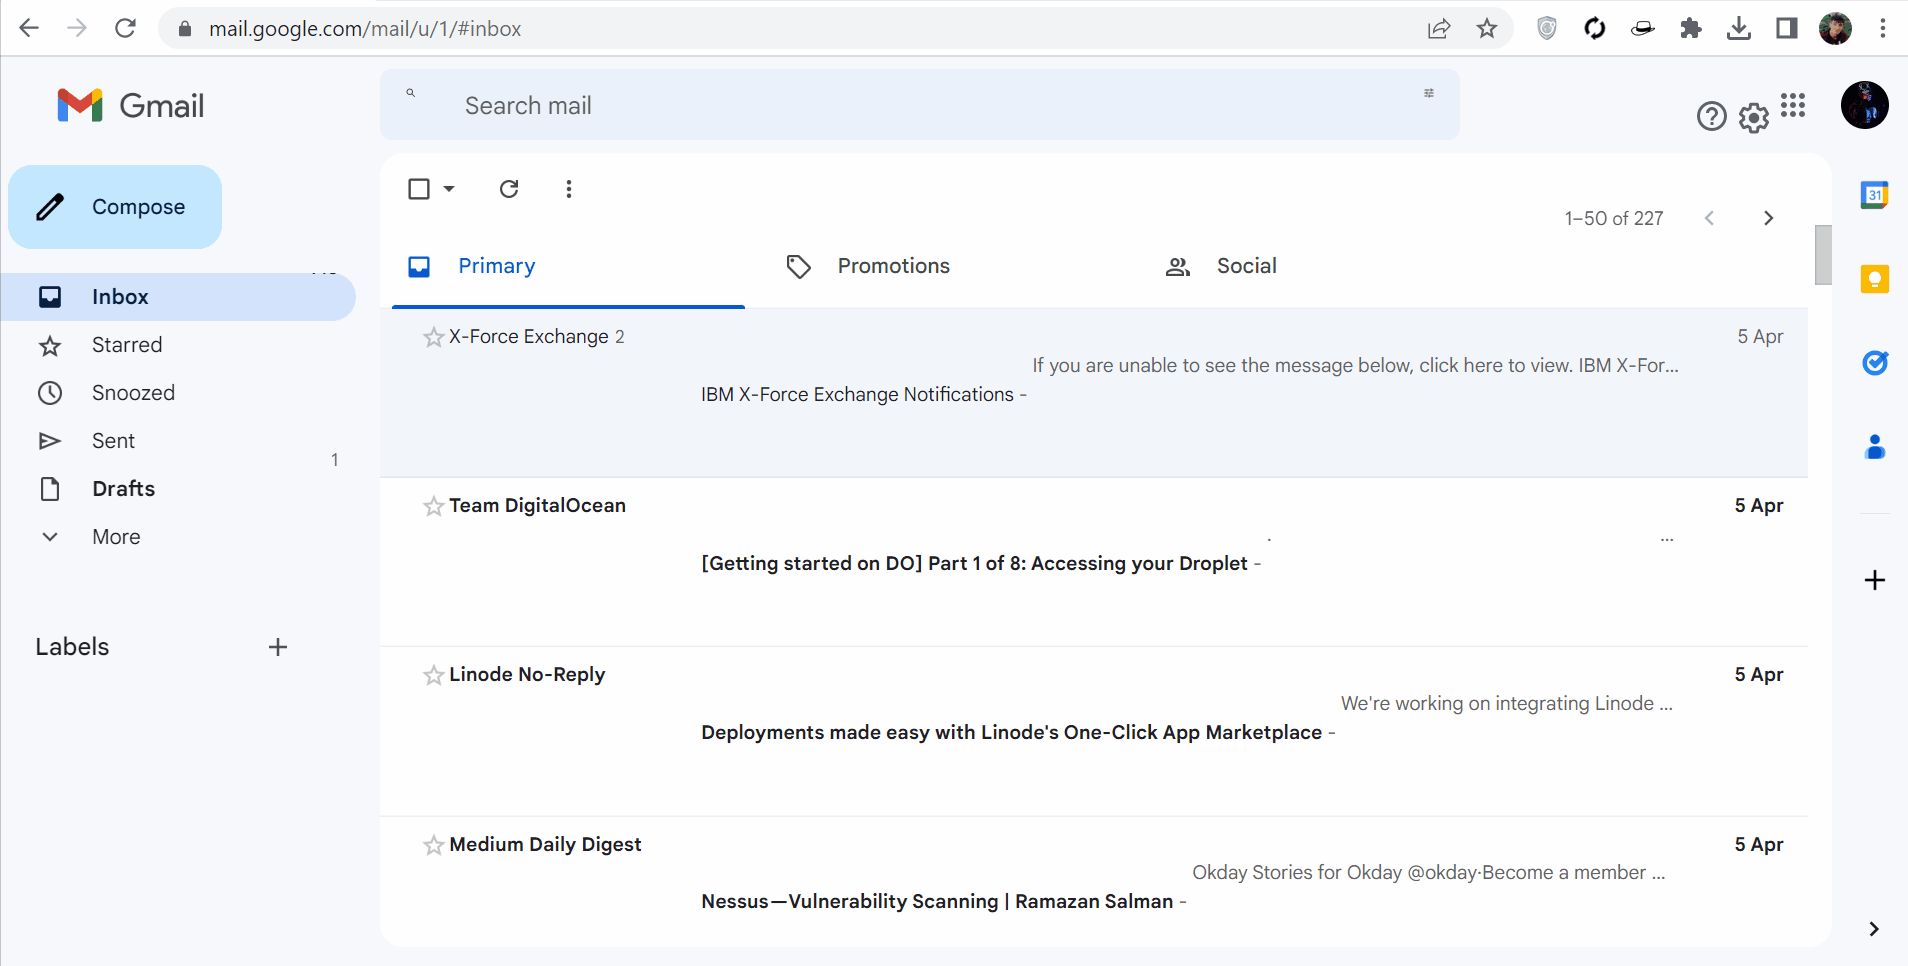 mail.google.com/mail/u/1/#inbox
Gmail
Search mail
Compose
Inbox
Starred
Snoozed
Sent
1
Drafts
More
Labels
1–50 of 227
Primary
Promotions
Social
X-Force Exchange 2
5 Apr
If you are unable to see the message below, click here to view. IBM X-For...
IBM X-Force Exchange Notifications -
Team DigitalOcean
5 Apr
. ...
[Getting started on DO] Part 1 of 8: Accessing your Droplet -
Linode No-Reply
5 Apr
We're working on integrating Linode ...
Deployments made easy with Linode's One-Click App Marketplace -
Medium Daily Digest
5 Apr
Okday Stories for Okday @okday·Become a member ...
Nessus—Vulnerability Scanning | Ramazan Salman -
31